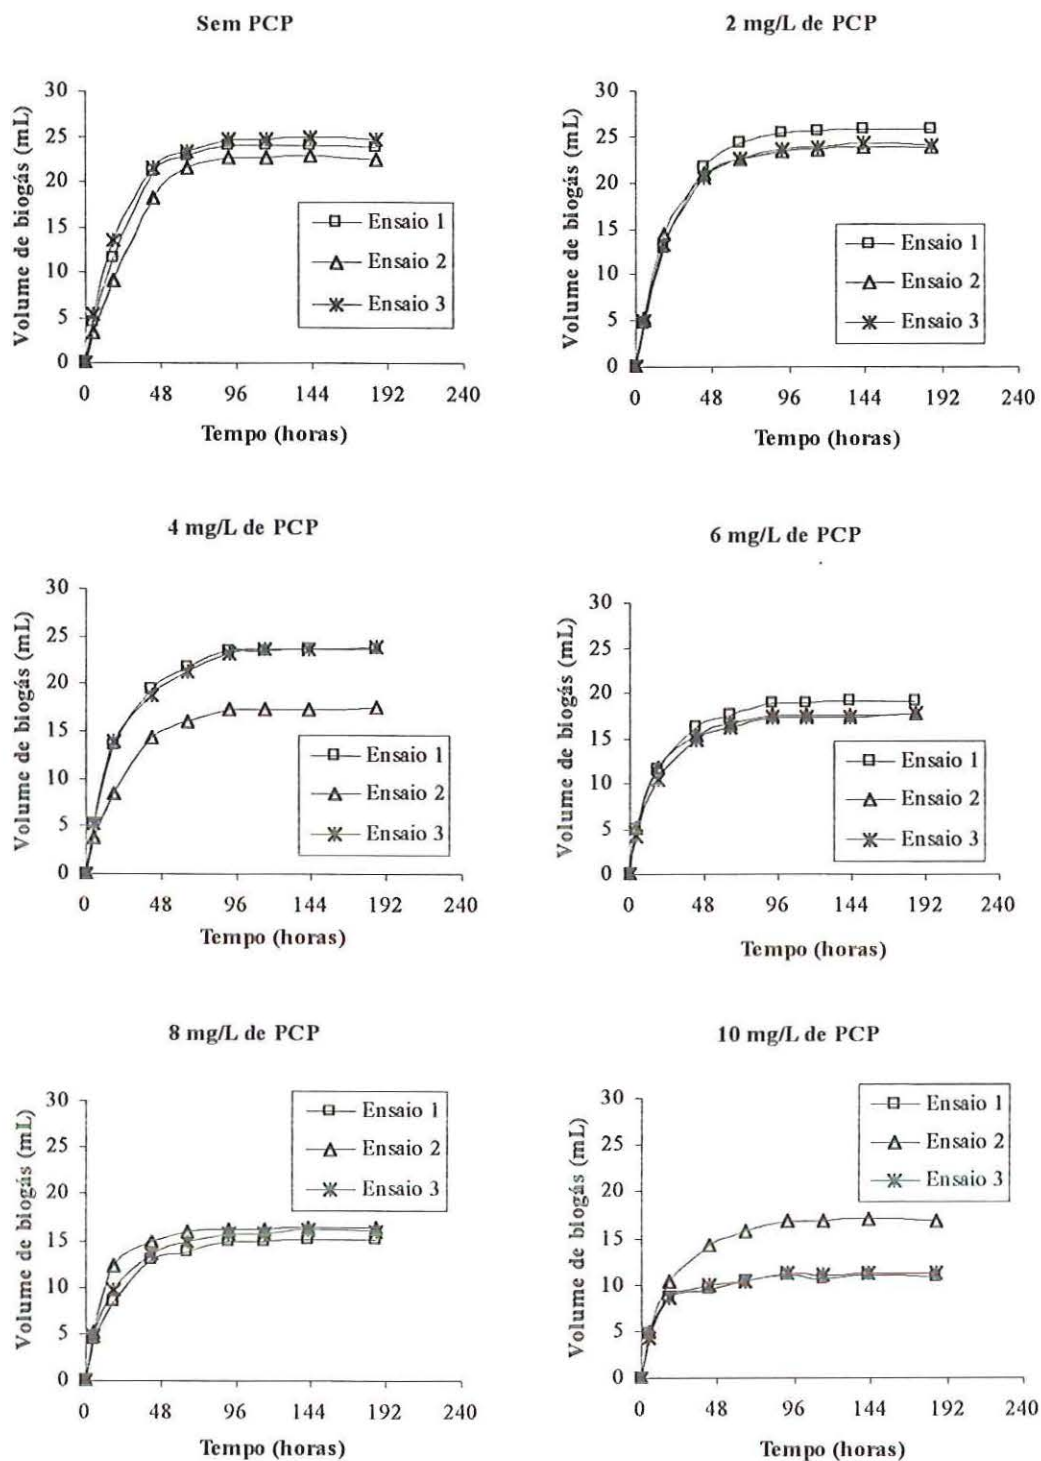 Sem PCP
Volume de biogás (mL)
30
25
20
15
10
5
0
Ensaio 1
Ensaio 2
Ensaio 3
0 48 96 144 192 240
Tempo (horas)
2 mg/L de PCP
Volume de biogás (mL)
30
25
20
15
10
5
0
Ensaio 1
Ensaio 2
Ensaio 3
0 48 96 144 192 240
Tempo (horas)
4 mg/L de PCP
Volume de biogás (mL)
30
25
20
15
10
5
0
Ensaio 1
Ensaio 2
Ensaio 3
0 48 96 144 192 240
Tempo (horas)
6 mg/L de PCP
Volume de biogás (mL)
30
25
20
15
10
5
0
Ensaio 1
Ensaio 2
Ensaio 3
0 48 96 144 192 240
Tempo (horas)
8 mg/L de PCP
Volume de biogás (mL)
30
25
20
15
10
5
0
Ensaio 1
Ensaio 2
Ensaio 3
0 48 96 144 192 240
Tempo (horas)
10 mg/L de PCP
Volume de biogás (mL)
30
25
20
15
10
5
0
Ensaio 1
Ensaio 2
Ensaio 3
0 48 96 144 192 240
Tempo (horas)